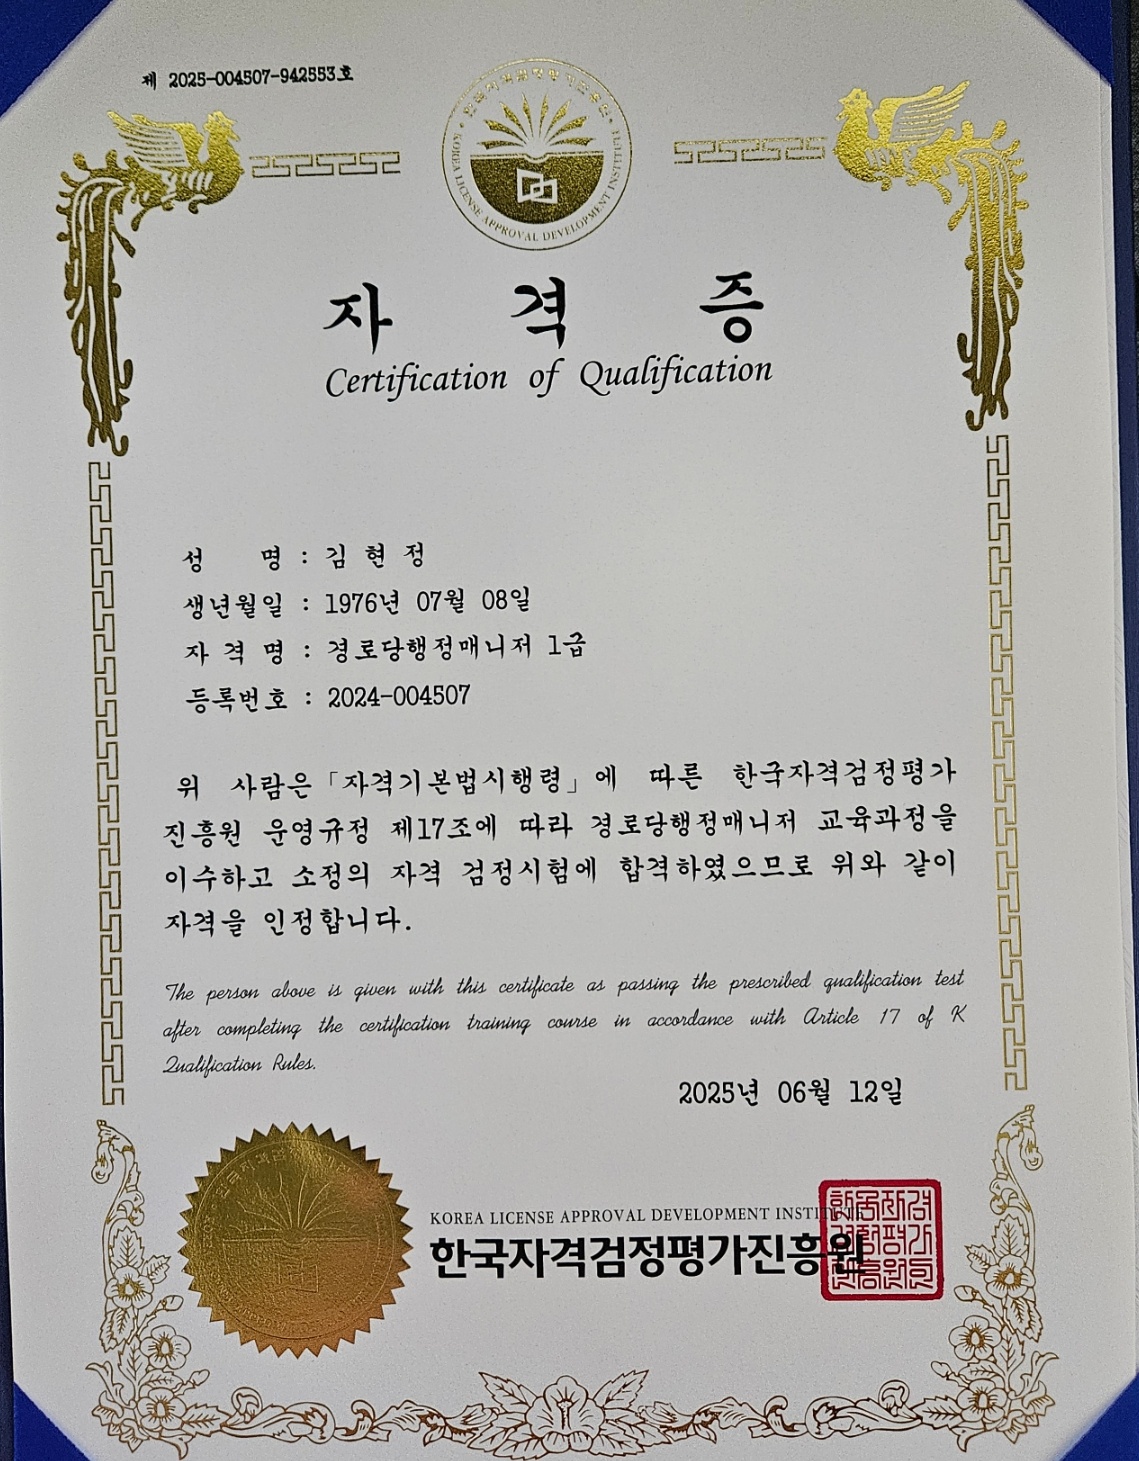 제 2025-004507-942553호
KOREA LICENSE APPROVAL DEVELOPMENT INSTITUTE
자 격 증
Certification of Qualification
성 명 : 김 현 정
생년월일 : 1976년 07월 08일
자 격 명 : 경로당행정매니저 1급
등록번호 : 2024-004507
위 사람은 「자격기본법시행령」에 따른 한국자격검정평가
진흥원 운영규정 제17조에 따라 경로당행정매니저 교육과정을
이수하고 소정의 자격 검정시험에 합격하였으므로 위와 같이
자격을 인정합니다.
The person above is given with this certificate as passing the prescribed qualification test
after completing the certification training course in accordance with Article 17 of K
Qualification Rules.
2025년 06월 12일
KOREA LICENSE APPROVAL DEVELOPMENT INSTITUTE
한국자격검정평가진흥원